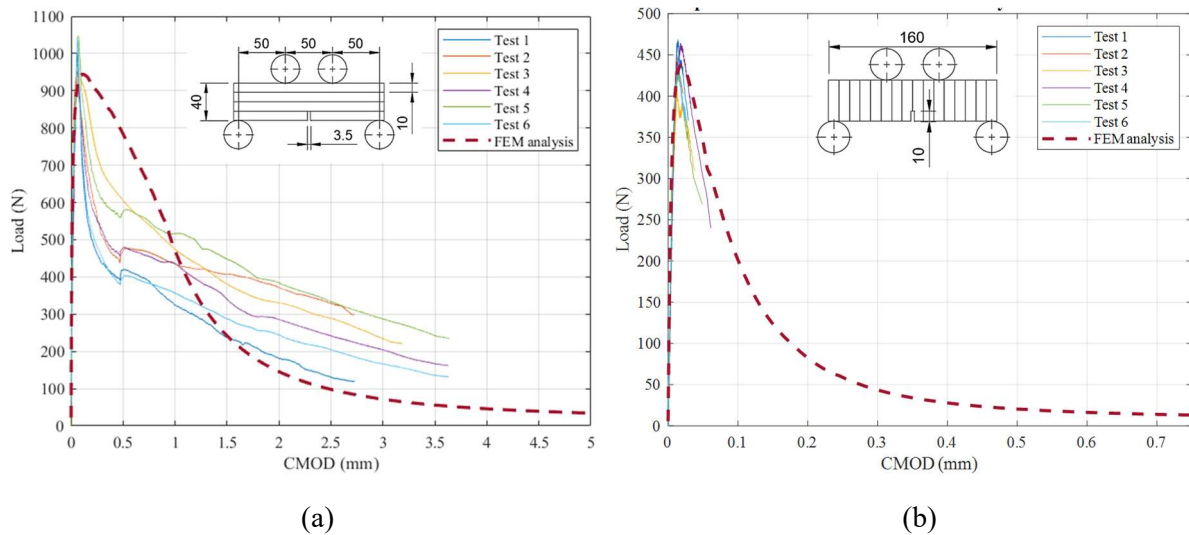 1100
1000
900
800
700
600
500
400
300
200
100
0
Load (N)
0 0.5 1 1.5 2 2.5 3 3.5 4 4.5 5
CMOD (mm)
50 50 50
40
10
3.5
Test 1
Test 2
Test 3
Test 4
Test 5
Test 6
FEM analysis
(a)
500
450
400
350
300
250
200
150
100
50
0
Load (N)
0 0.1 0.2 0.3 0.4 0.5 0.6 0.7
CMOD (mm)
160
10
Test 1
Test 2
Test 3
Test 4
Test 5
Test 6
FEM analysis
(b)